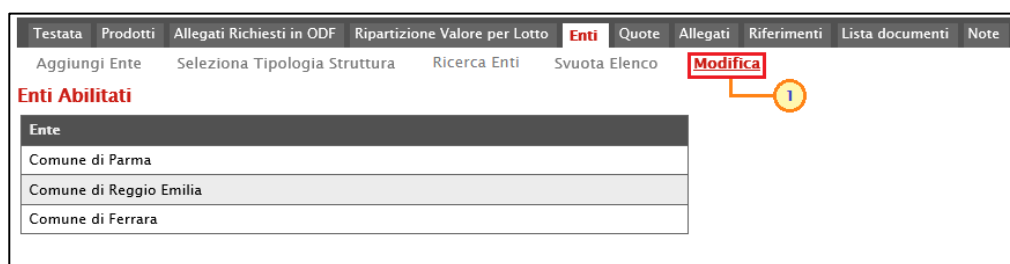 Testata Prodotti Allegati Richiesti in ODF Ripartizione Valore per Lotto Enti Quote Allegati Riferimenti Lista documenti Note
Aggiungi Ente Seleziona Tipologia Struttura Ricerca Enti Svuota Elenco Modifica
1
Enti Abilitati
Ente
Comune di Parma
Comune di Reggio Emilia
Comune di Ferrara